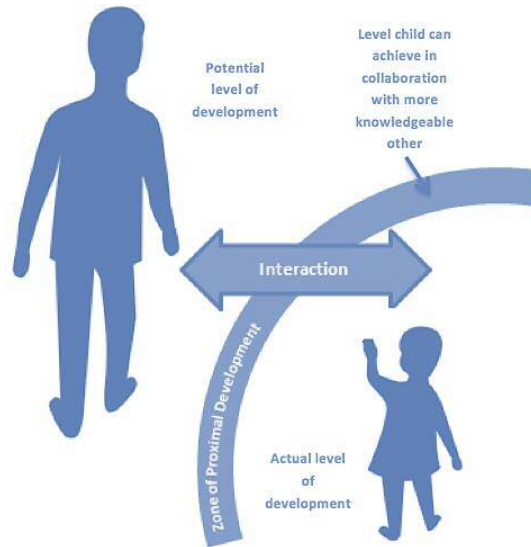 Potential
level of
development
Level child can
achieve in
collaboration
with more
knowledgeable
other
Interaction
Zone of Proximal Development
Actual level
of
development